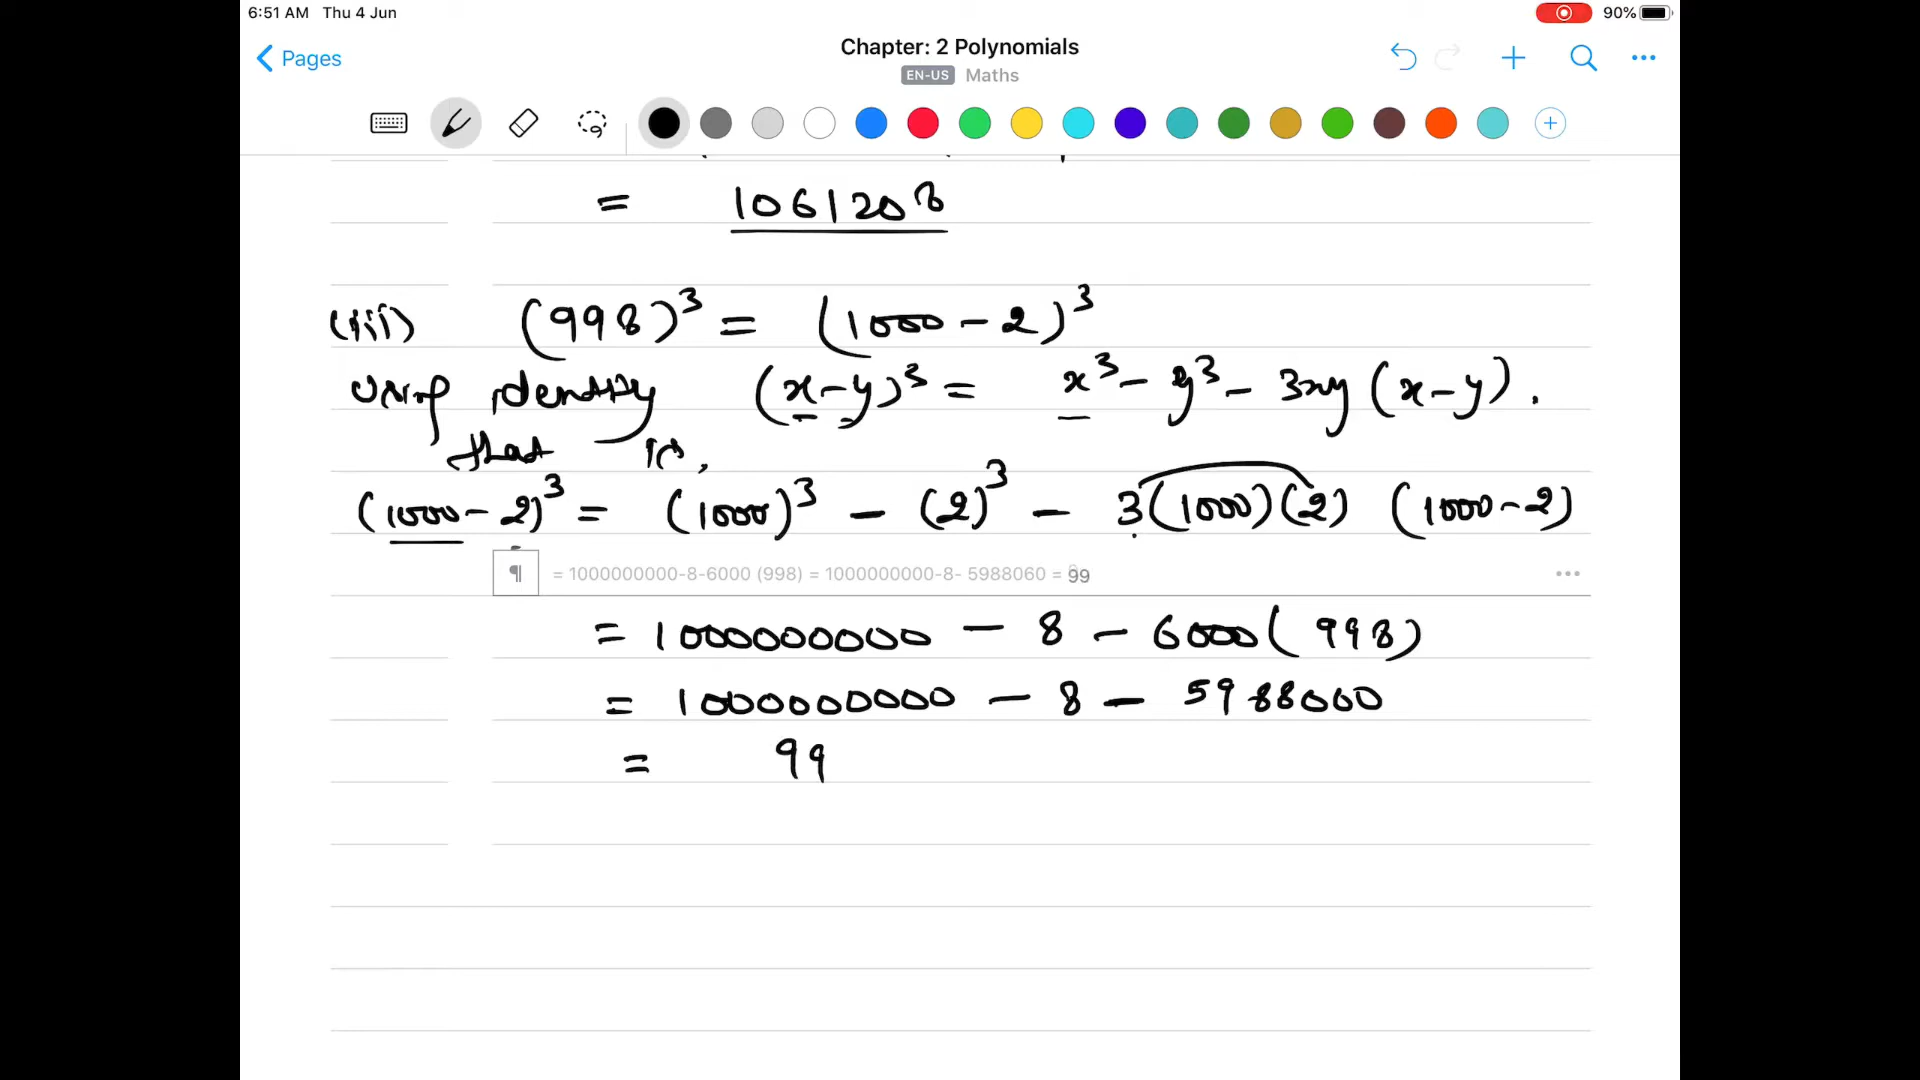 6:51 AM Thu 4 Jun 90%
Pages
Chapter: 2 Polynomials
EN-US Maths
= 1061208
(iii) (998)³ = (1000-2)³
Using identity (x-y)³ = x³ - y³ - 3xy (x-y).
that is,
(1000-2)³ = (1000)³ - (2)³ - 3(1000)(2) (1000-2)
¶ = 1000000000-8-6000 (998) = 1000000000-8- 5988060 = 99
= 1000000000 - 8 - 6000(998)
= 1000000000 - 8 - 5988000
= 99